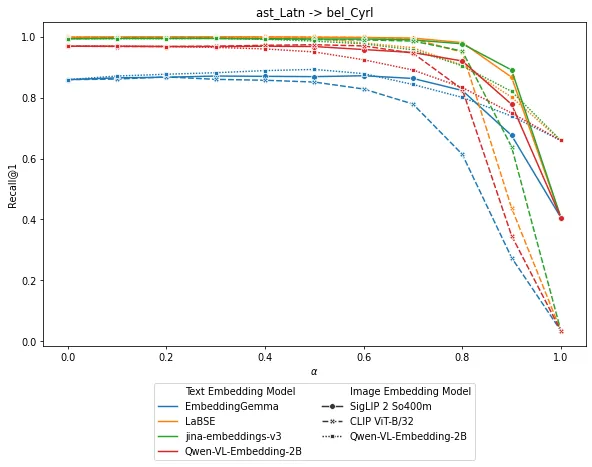 ast_Latn -> bel_Cyrl
Recall@1
1.0
0.8
0.6
0.4
0.2
0.0
0.0 0.2 0.4 0.6 0.8 1.0
α
Text Embedding Model Image Embedding Model
EmbeddingGemma SigLIP 2 So400m
LaBSE CLIP ViT-B/32
jina-embeddings-v3 Qwen-VL-Embedding-2B
Qwen-VL-Embedding-2B